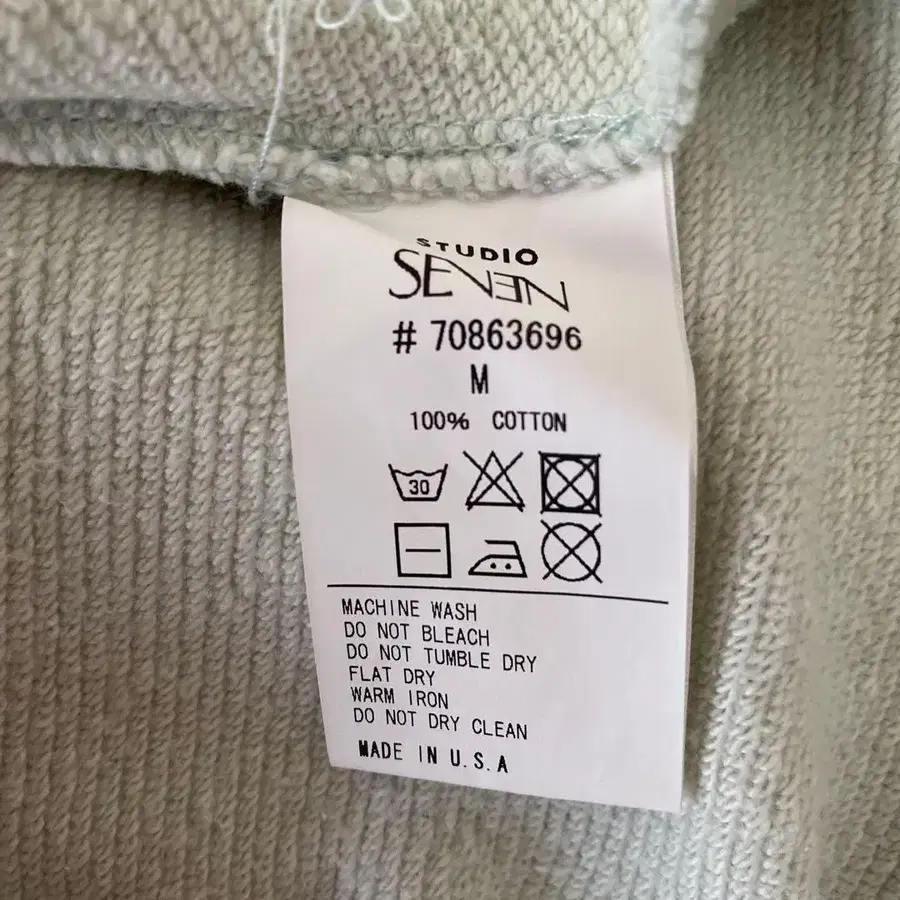 STUDIO
SEVEN
# 70863696
M
100% COTTON
30
MACHINE WASH
DO NOT BLEACH
DO NOT TUMBLE DRY
FLAT DRY
WARM IRON
DO NOT DRY CLEAN
MADE IN U.S.A